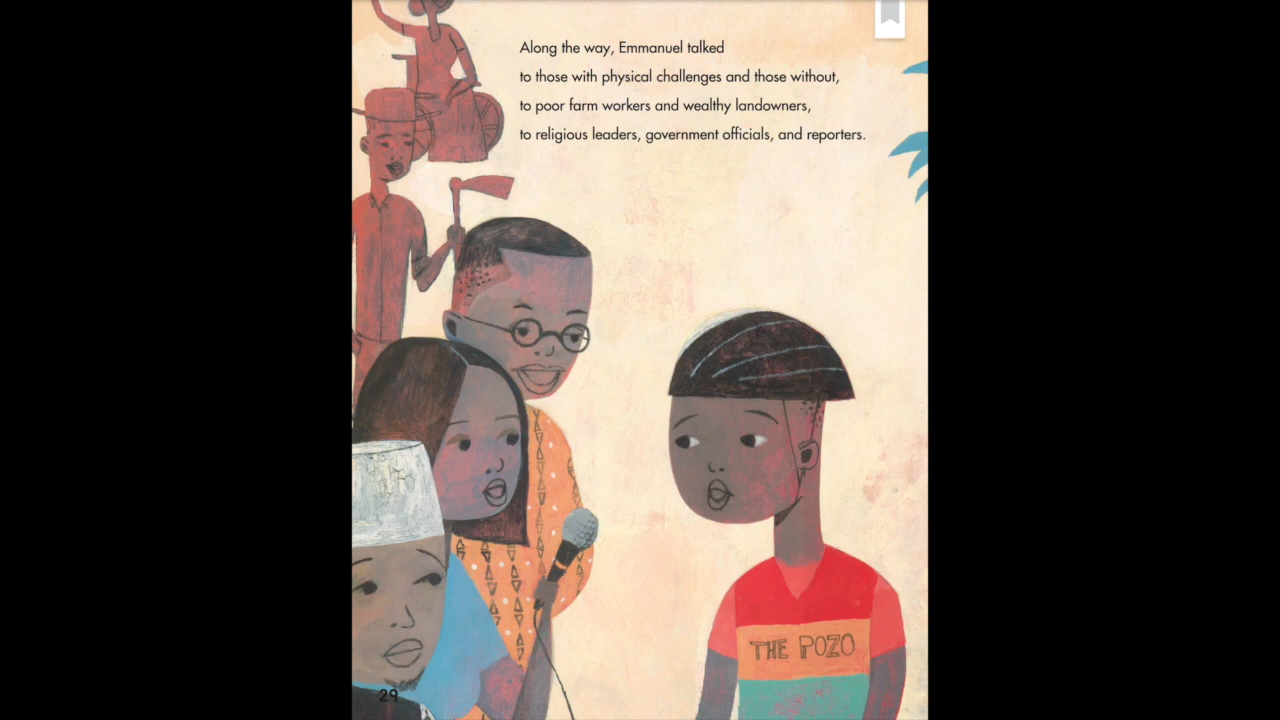 Along the way, Emmanuel talked
to those with physical challenges and those without,
to poor farm workers and wealthy landowners,
to religious leaders, government officials, and reporters.
THE POZO
29